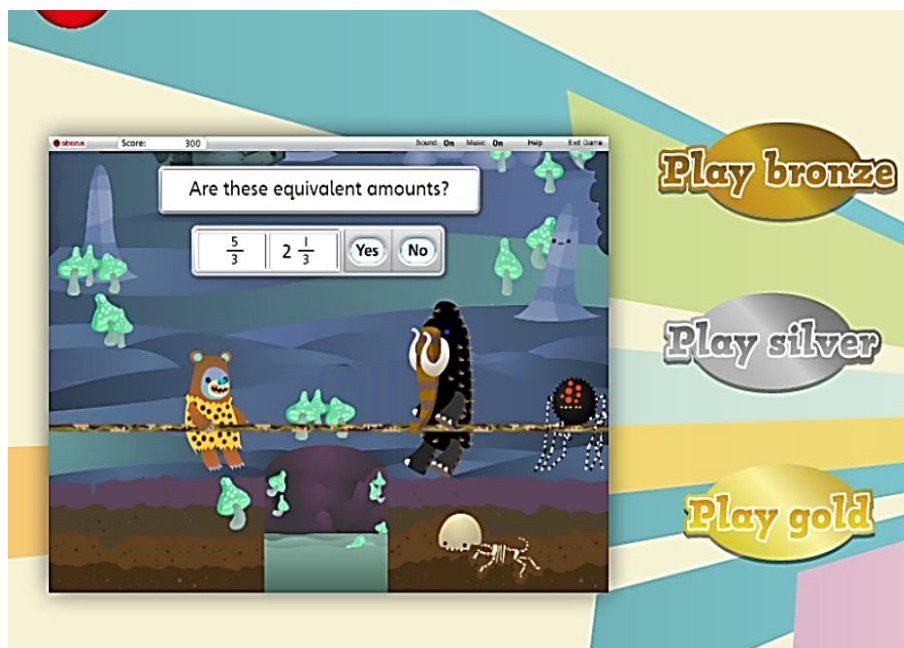 abacus Score: 300 Sound: On Music: On Help Exit Game
Are these equivalent amounts?
5/3 2 1/3 Yes No
Play bronze
Play silver
Play gold